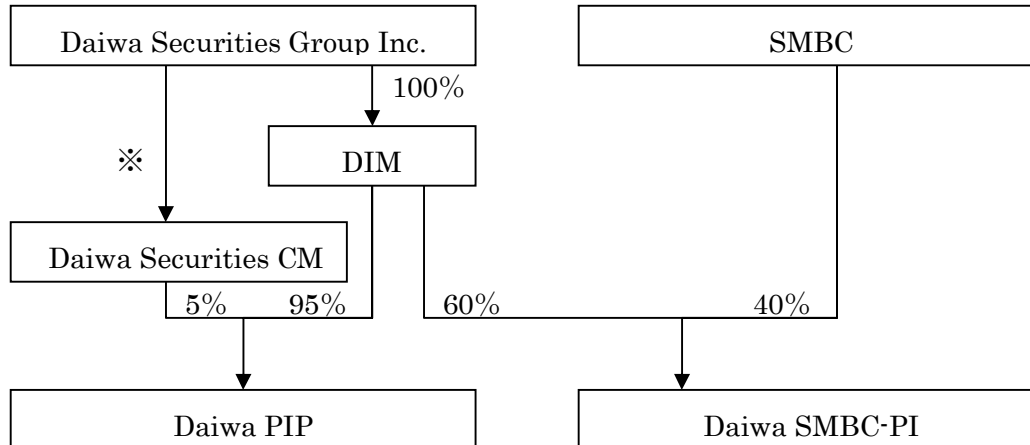 Daiwa Securities Group Inc.
SMBC
100%
DIM
※
Daiwa Securities CM
5%
95%
60%
40%
Daiwa PIP
Daiwa SMBC-PI